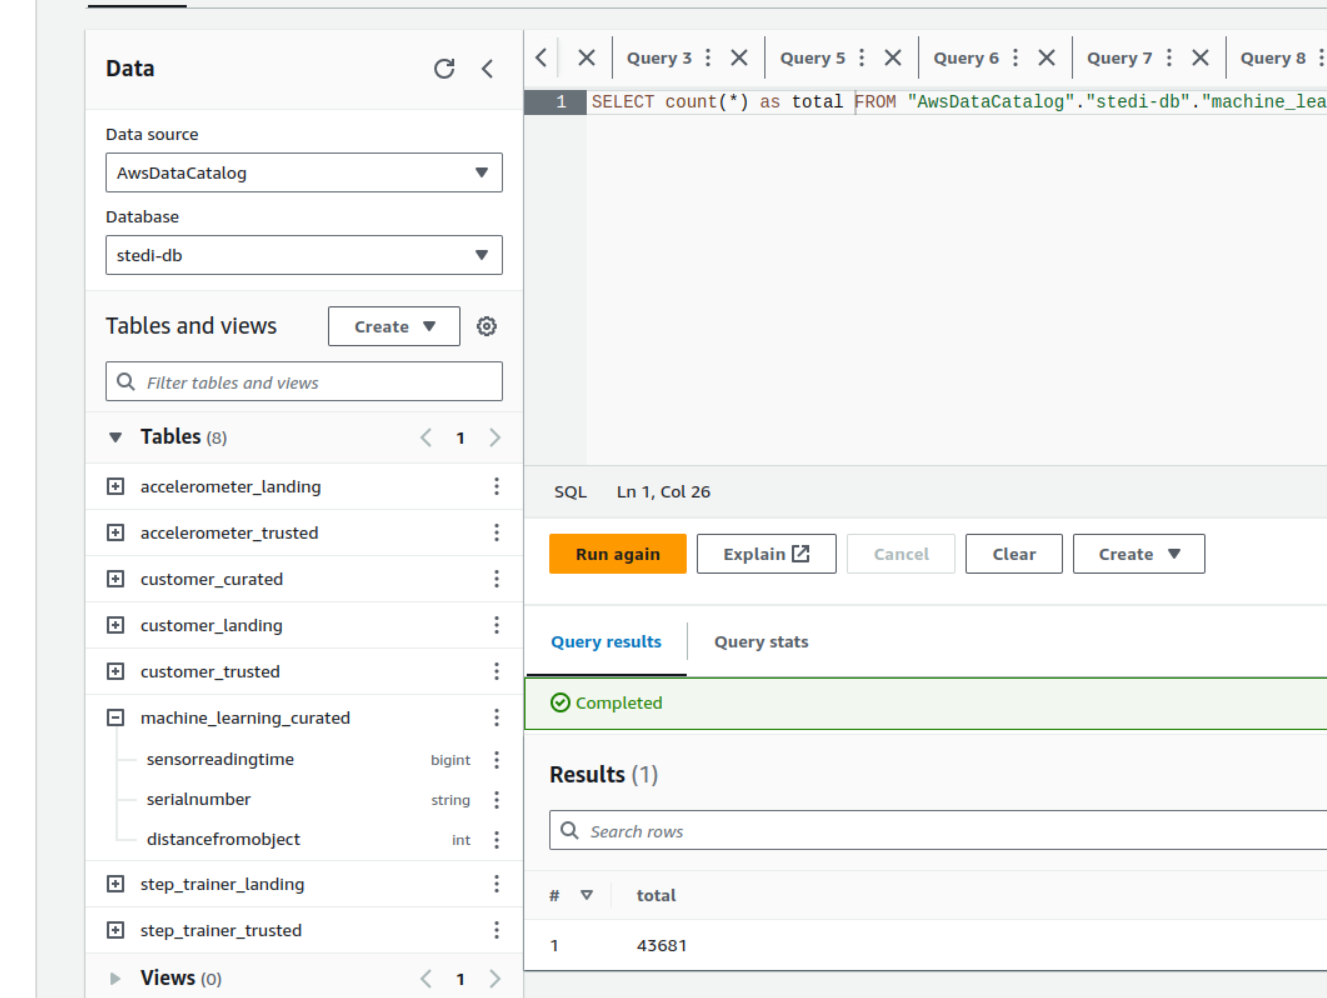 Data
Data source
AwsDataCatalog
Database
stedi-db
Tables and views
Create
Filter tables and views
Tables (8)
1
accelerometer_landing
accelerometer_trusted
customer_curated
customer_landing
customer_trusted
machine_learning_curated
sensorreadingtime bigint
serialnumber string
distancefromobject int
step_trainer_landing
step_trainer_trusted
Views (0)
1
Query 3
Query 5
Query 6
Query 7
Query 8
1 SELECT count(*) as total FROM "AwsDataCatalog"."stedi-db"."machine_lea
SQL Ln 1, Col 26
Run again
Explain
Cancel
Clear
Create
Query results
Query stats
Completed
Results (1)
Search rows
# total
1 43681